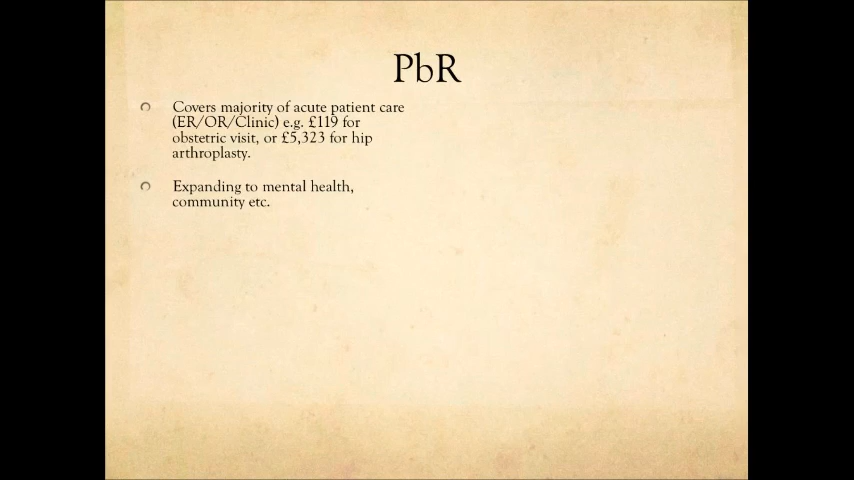 PbR
Covers majority of acute patient care
(ER/OR/Clinic) e.g. £119 for
obstetric visit, or £5,323 for hip
arthroplasty.
Expanding to mental health,
community etc.